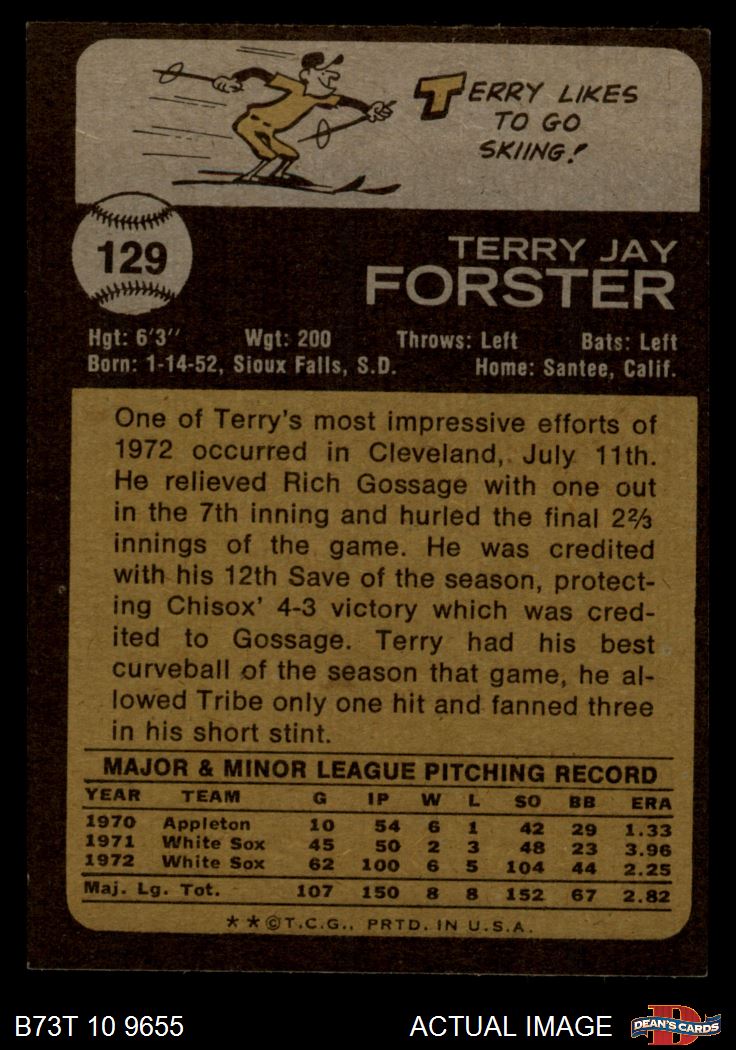 TERRY LIKES
TO GO
SKIING!
129
TERRY JAY
FORSTER
Hgt: 6'3" Wgt: 200 Throws: Left Bats: Left
Born: 1-14-52, Sioux Falls, S.D. Home: Santee, Calif.
One of Terry's most impressive efforts of
1972 occurred in Cleveland, July 11th.
He relieved Rich Gossage with one out
in the 7th inning and hurled the final 2⅔
innings of the game. He was credited
with his 12th Save of the season, protect-
ing Chisox' 4-3 victory which was cred-
ited to Gossage. Terry had his best
curveball of the season that game, he al-
lowed Tribe only one hit and fanned three
in his short stint.
MAJOR & MINOR LEAGUE PITCHING RECORD
YEAR TEAM G IP W L SO BB ERA
1970 Appleton 10 54 6 1 42 29 1.33
1971 White Sox 45 50 2 3 48 23 3.96
1972 White Sox 62 100 6 5 104 44 2.25
Maj. Lg. Tot. 107 150 8 8 152 67 2.82
**©T.C.G., PRTD. IN U.S.A.
B73T 10 9655 ACTUAL IMAGE DEAN'S CARDS